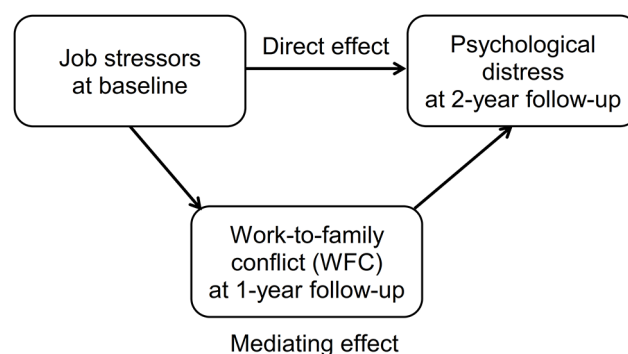 Job stressors
at baseline
Direct effect
Psychological
distress
at 2-year follow-up
Work-to-family
conflict (WFC)
at 1-year follow-up
Mediating effect